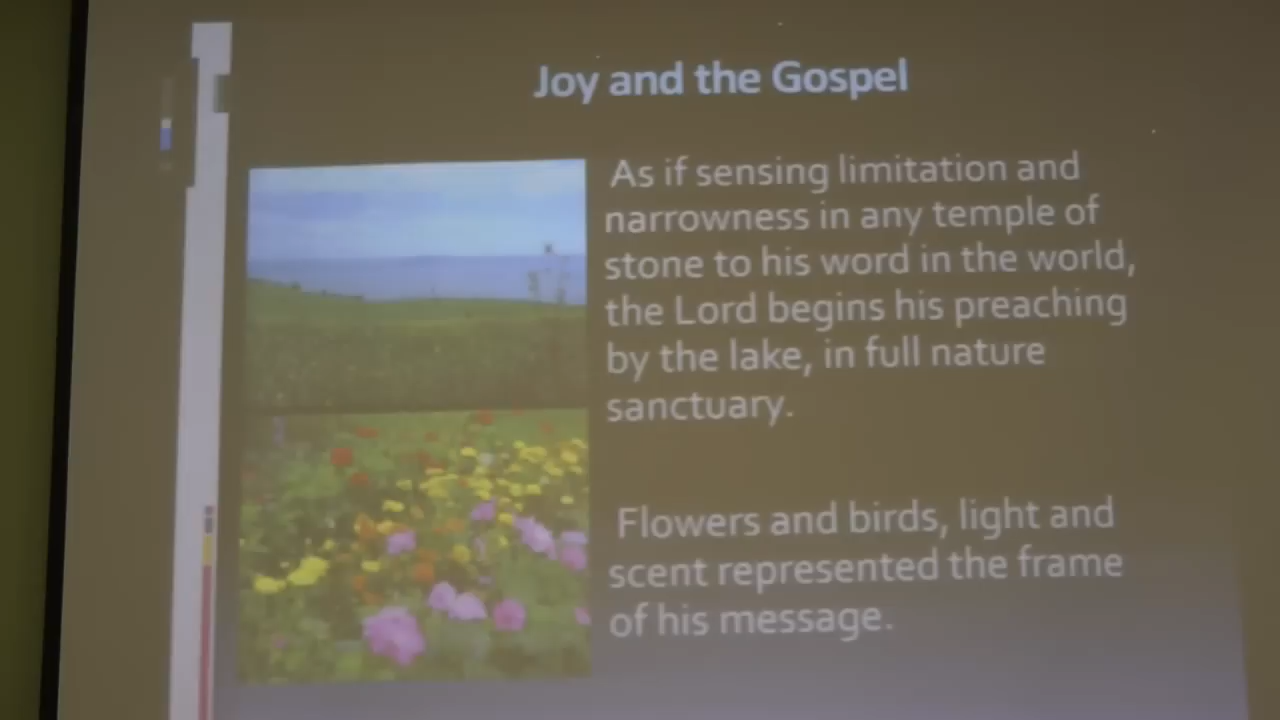 Joy and the Gospel
As if sensing limitation and
narrowness in any temple of
stone to his word in the world,
the Lord begins his preaching
by the lake, in full nature
sanctuary.
Flowers and birds, light and
scent represented the frame
of his message.